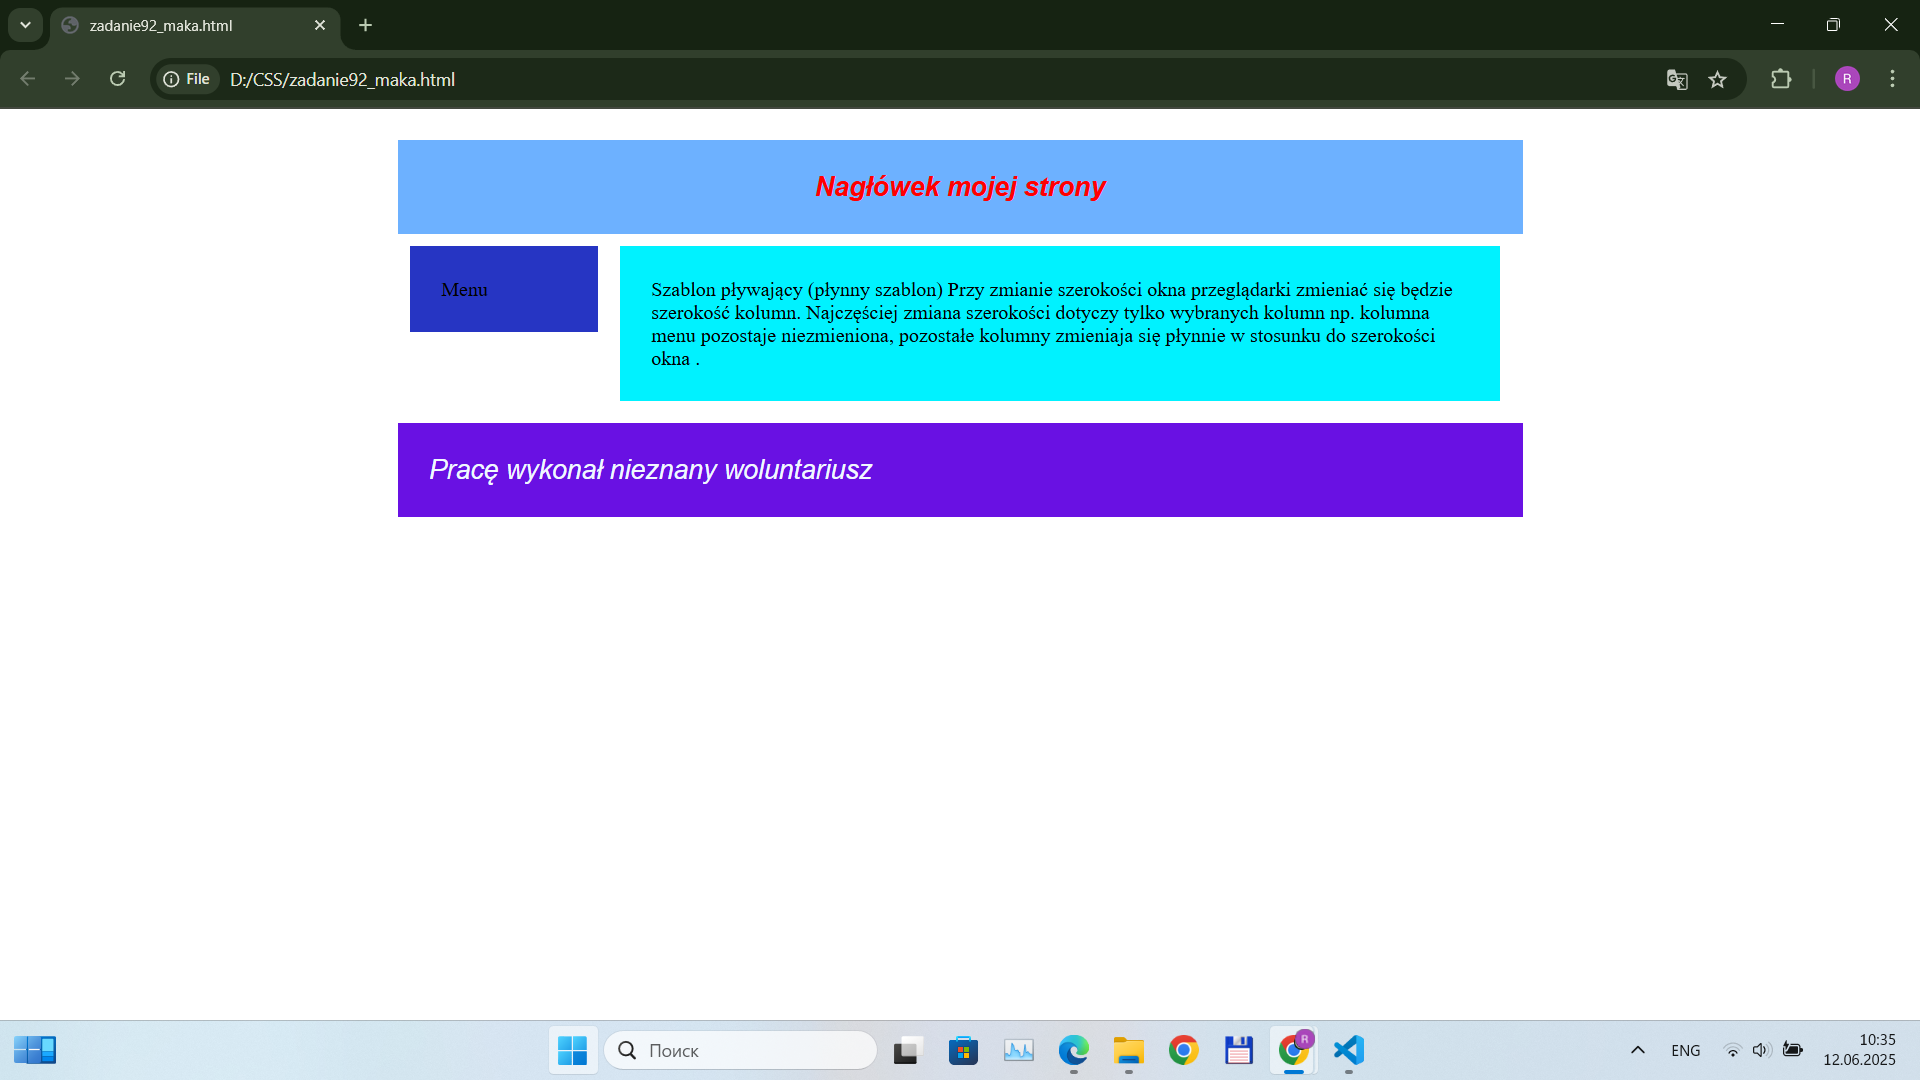 zadanie92_maka.html
File D:/CSS/zadanie92_maka.html
R
Nagłówek mojej strony
Menu
Szablon pływający (płynny szablon) Przy zmianie szerokości okna przeglądarki zmieniać się będzie
szerokość kolumn. Najczęściej zmiana szerokości dotyczy tylko wybranych kolumn np. kolumna
menu pozostaje niezmieniona, pozostałe kolumny zmieniaja się płynnie w stosunku do szerokości
okna .
Pracę wykonał nieznany woluntariusz
Поиск
R
ENG
10:35
12.06.2025